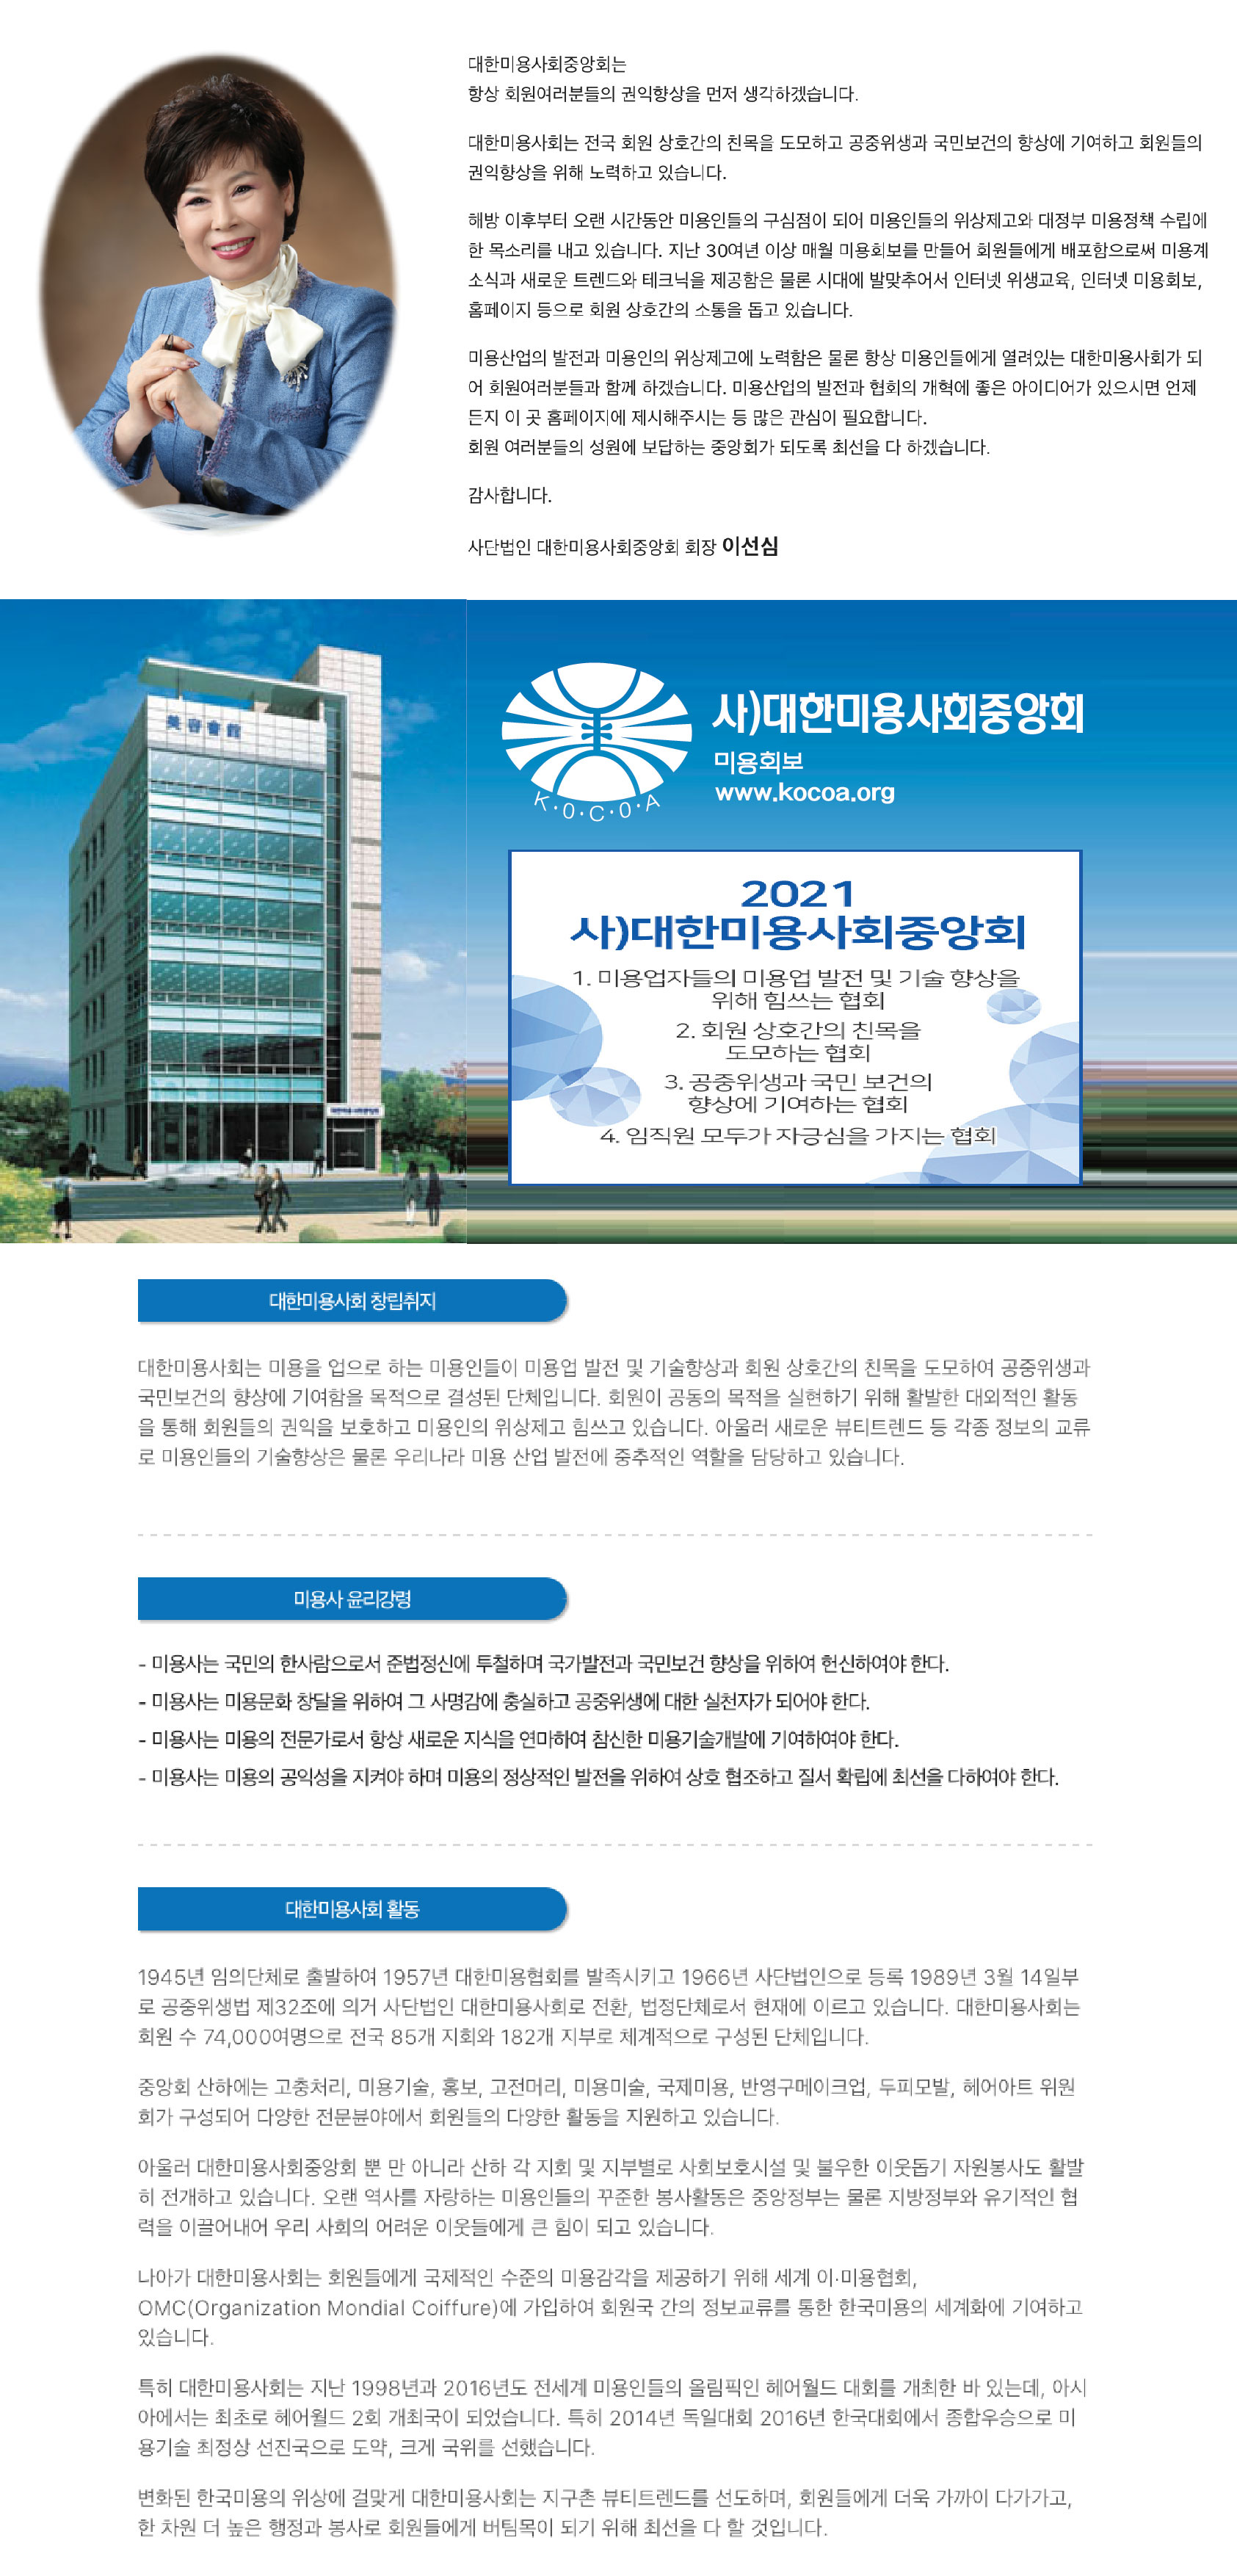 대한미용사회중앙회는
항상 회원여러분들의 권익향상을 먼저 생각하겠습니다.
대한미용사회는 전국 회원 상호간의 친목을 도모하고 공중위생과 국민보건의 향상에 기여하고 회원들의
권익향상을 위해 노력하고 있습니다.
해방 이후부터 오랜 시간동안 미용인들의 구심점이 되어 미용인들의 위상제고와 대정부 미용정책 수립에
한 목소리를 내고 있습니다. 지난 30여년 이상 매월 미용회보를 만들어 회원들에게 배포함으로써 미용계
소식과 새로운 트렌드와 테크닉을 제공함은 물론 시대에 발맞추어서 인터넷 위생교육, 인터넷 미용회보,
홈페이지 등으로 회원 상호간의 소통을 돕고 있습니다.
미용산업의 발전과 미용인의 위상제고에 노력함은 물론 항상 미용인들에게 열려있는 대한미용사회가 되
어 회원여러분들과 함께 하겠습니다. 미용산업의 발전과 협회의 개혁에 좋은 아이디어가 있으시면 언제
든지 이 곳 홈페이지에 제시해주시는 등 많은 관심이 필요합니다.
회원 여러분들의 성원에 보답하는 중앙회가 되도록 최선을 다 하겠습니다.
감사합니다.
사단법인 대한미용사회중앙회 회장 이선심
美容會館
사)대한미용사회중앙회
미용회보
www.kocoa.org
K·O·C·O·A
2021
사)대한미용사회중앙회
1. 미용업자들의 미용업 발전 및 기술 향상을
위해 힘쓰는 협회
2. 회원 상호간의 친목을
도모하는 협회
3. 공중위생과 국민 보건의
향상에 기여하는 협회
4. 임직원 모두가 자긍심을 가지는 협회
대한미용사회 창립취지
대한미용사회는 미용을 업으로 하는 미용인들이 미용업 발전 및 기술향상과 회원 상호간의 친목을 도모하여 공중위생과
국민보건의 향상에 기여함을 목적으로 결성된 단체입니다. 회원이 공동의 목적을 실현하기 위해 활발한 대외적인 활동
을 통해 회원들의 권익을 보호하고 미용인의 위상제고 힘쓰고 있습니다. 아울러 새로운 뷰티트렌드 등 각종 정보의 교류
로 미용인들의 기술향상은 물론 우리나라 미용 산업 발전에 중추적인 역할을 담당하고 있습니다.
미용사 윤리강령
- 미용사는 국민의 한사람으로서 준법정신에 투철하며 국가발전과 국민보건 향상을 위하여 헌신하여야 한다.
- 미용사는 미용문화 창달을 위하여 그 사명감에 충실하고 공중위생에 대한 실천자가 되어야 한다.
- 미용사는 미용의 전문가로서 항상 새로운 지식을 연마하여 참신한 미용기술개발에 기여하여야 한다.
- 미용사는 미용의 공익성을 지켜야 하며 미용의 정상적인 발전을 위하여 상호 협조하고 질서 확립에 최선을 다하여야 한다.
대한미용사회 활동
1945년 임의단체로 출발하여 1957년 대한미용협회를 발족시키고 1966년 사단법인으로 등록 1989년 3월 14일부
로 공중위생법 제32조에 의거 사단법인 대한미용사회로 전환, 법정단체로서 현재에 이르고 있습니다. 대한미용사회는
회원 수 74,000여명으로 전국 85개 지회와 182개 지부로 체계적으로 구성된 단체입니다.
중앙회 산하에는 고충처리, 미용기술, 홍보, 고전머리, 미용미술, 국제미용, 반영구메이크업, 두피모발, 헤어아트 위원
회가 구성되어 다양한 전문분야에서 회원들의 다양한 활동을 지원하고 있습니다.
아울러 대한미용사회중앙회 뿐 만 아니라 산하 각 지회 및 지부별로 사회보호시설 및 불우한 이웃돕기 자원봉사도 활발
히 전개하고 있습니다. 오랜 역사를 자랑하는 미용인들의 꾸준한 봉사활동은 중앙정부는 물론 지방정부와 유기적인 협
력을 이끌어내어 우리 사회의 어려운 이웃들에게 큰 힘이 되고 있습니다.
나아가 대한미용사회는 회원들에게 국제적인 수준의 미용감각을 제공하기 위해 세계 이·미용협회,
OMC(Organization Mondial Coiffure)에 가입하여 회원국 간의 정보교류를 통한 한국미용의 세계화에 기여하고
있습니다.
특히 대한미용사회는 지난 1998년과 2016년도 전세계 미용인들의 올림픽인 헤어월드 대회를 개최한 바 있는데, 아시
아에서는 최초로 헤어월드 2회 개최국이 되었습니다. 특히 2014년 독일대회 2016년 한국대회에서 종합우승으로 미
용기술 최정상 선진국으로 도약, 크게 국위를 선했습니다.
변화된 한국미용의 위상에 걸맞게 대한미용사회는 지구촌 뷰티트렌드를 선도하며, 회원들에게 더욱 가까이 다가가고,
한 차원 더 높은 행정과 봉사로 회원들에게 버팀목이 되기 위해 최선을 다 할 것입니다.